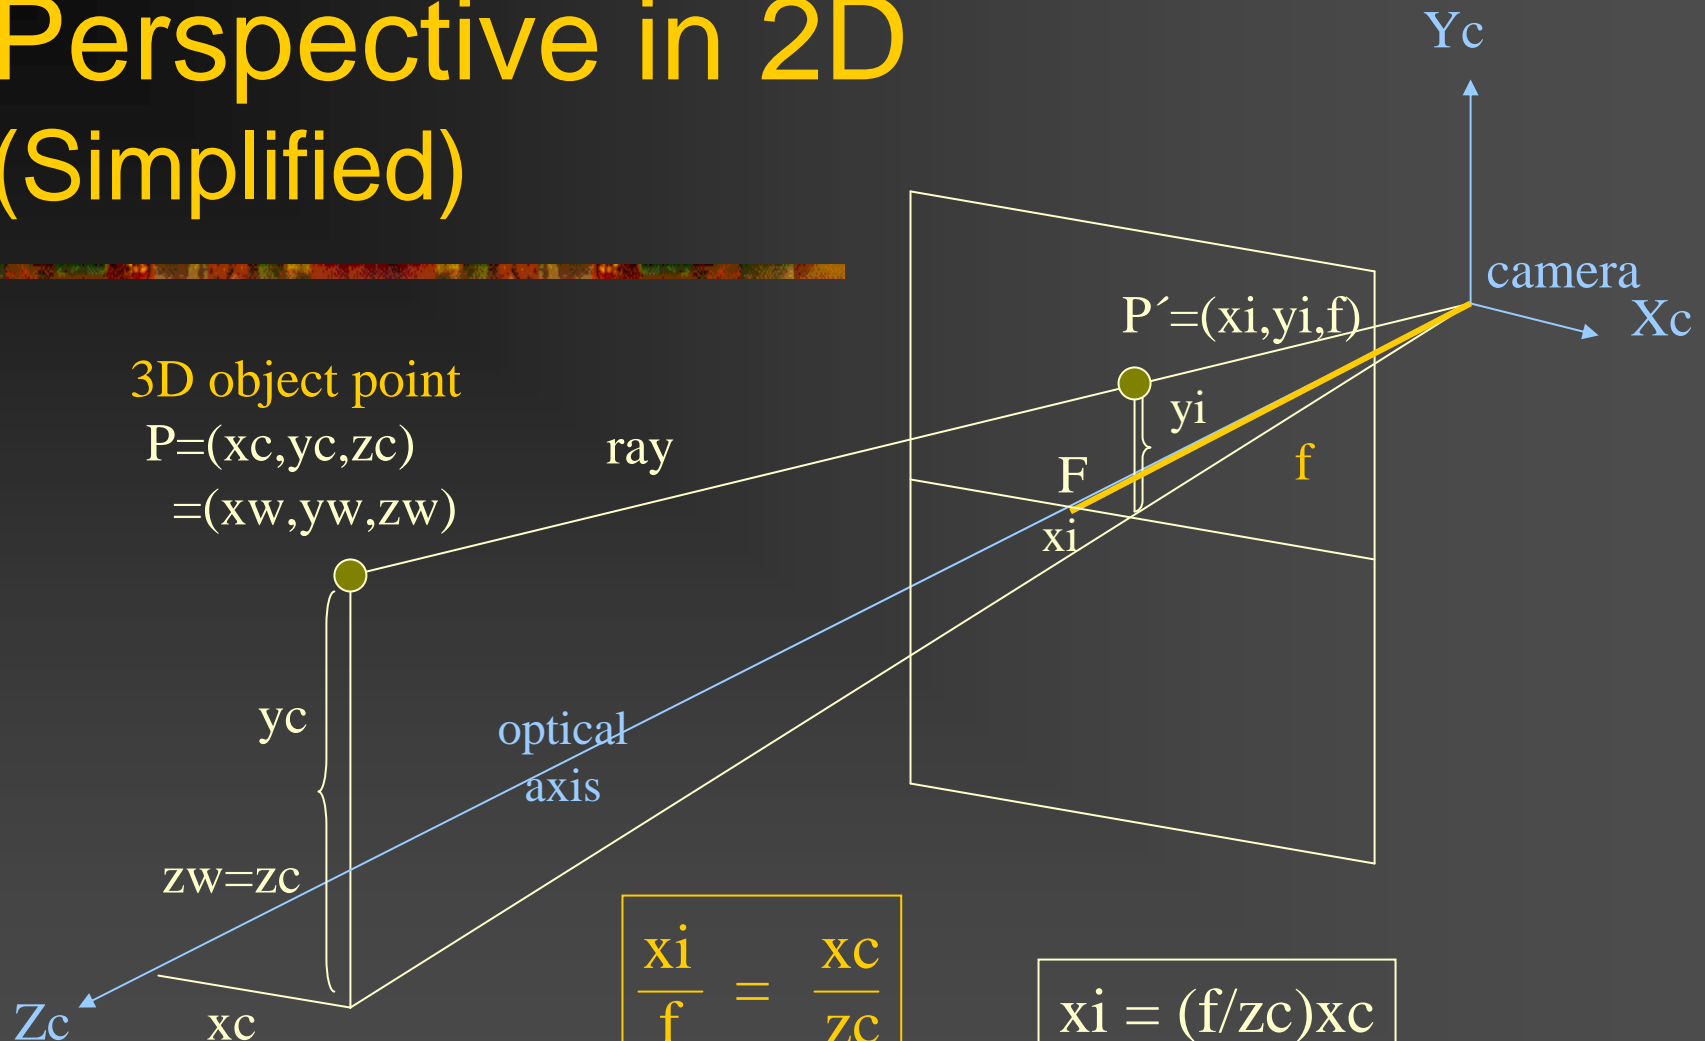 Perspective in 2D
(Simplified)
Yc
camera
Xc
P´=(xi,yi,f)
3D object point
P=(xc,yc,zc)
=(xw,yw,zw)
ray
yi
f
F
xi
yc
optical
axis
zw=zc
Zc
xc
xi = xc
f zc
xi = (f/zc)xc